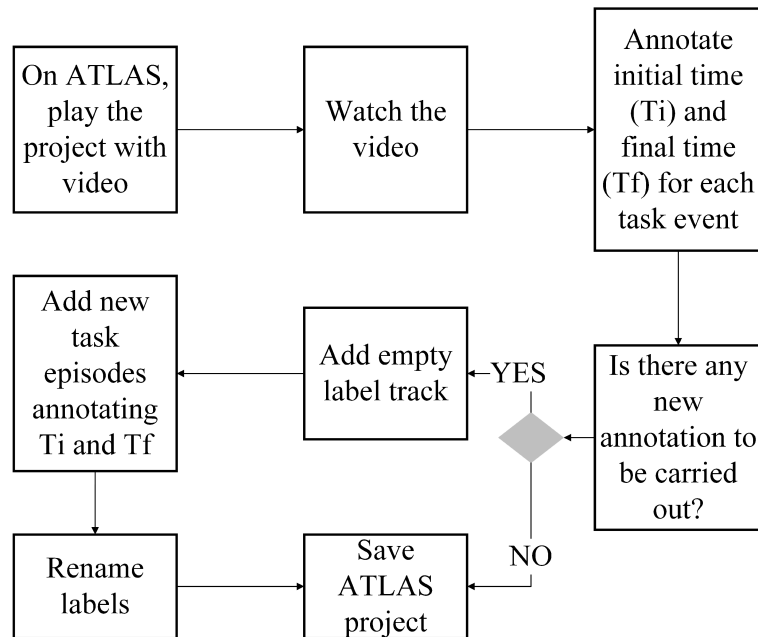 On ATLAS,
play the
project with
video
Watch the
video
Annotate
initial time
(Ti) and
final time
(Tf) for each
task event
Is there any
new
annotation to
be carried
out?
YES
Add empty
label track
Add new
task
episodes
annotating
Ti and Tf
Rename
labels
NO
Save
ATLAS
project